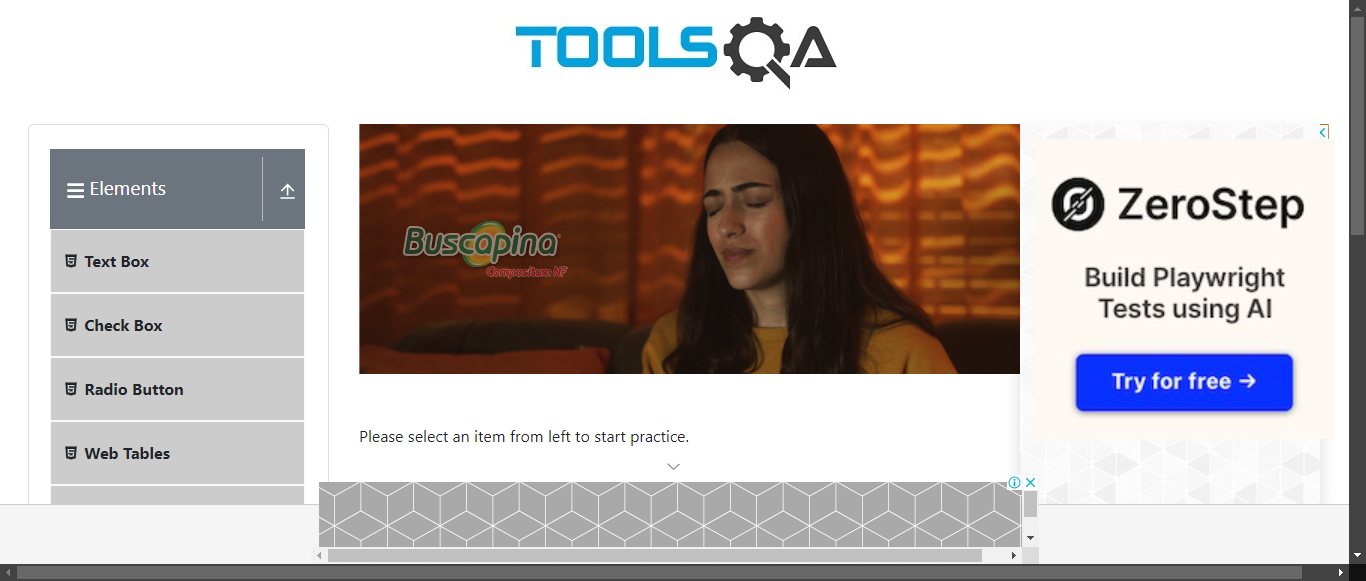 TOOLSQA
Elements
Text Box
Check Box
Radio Button
Web Tables
Buscapina
Compositum NF
Please select an item from left to start practice.
ZeroStep
Build Playwright
Tests using AI
Try for free →